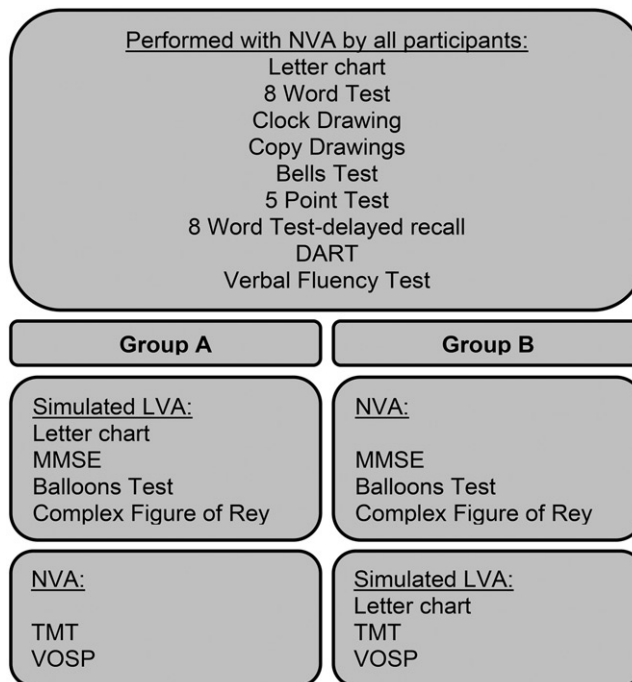 Performed with NVA by all participants:
Letter chart
8 Word Test
Clock Drawing
Copy Drawings
Bells Test
5 Point Test
8 Word Test-delayed recall
DART
Verbal Fluency Test
Group A
Group B
Simulated LVA:
Letter chart
MMSE
Balloons Test
Complex Figure of Rey
NVA:
MMSE
Balloons Test
Complex Figure of Rey
NVA:
TMT
VOSP
Simulated LVA:
Letter chart
TMT
VOSP